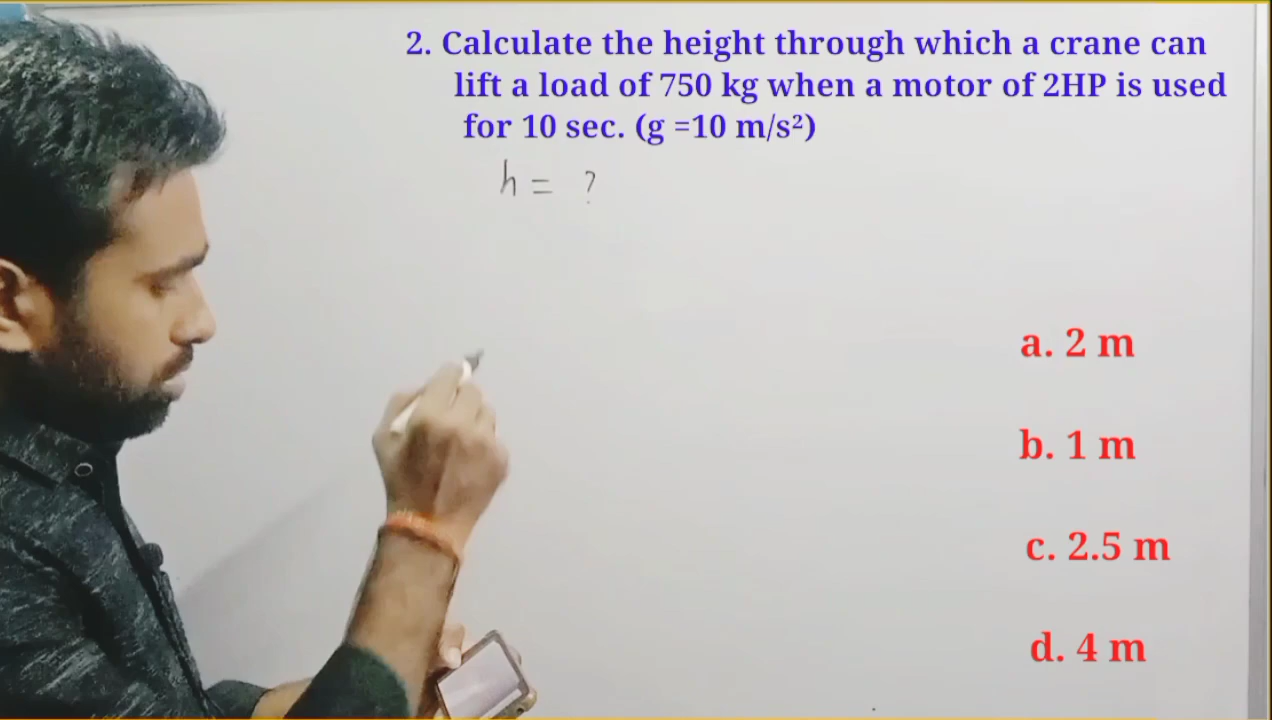 2. Calculate the height through which a crane can
lift a load of 750 kg when a motor of 2HP is used
for 10 sec. (g =10 m/s²)
h = ?
a. 2 m
b. 1 m
c. 2.5 m
d. 4 m